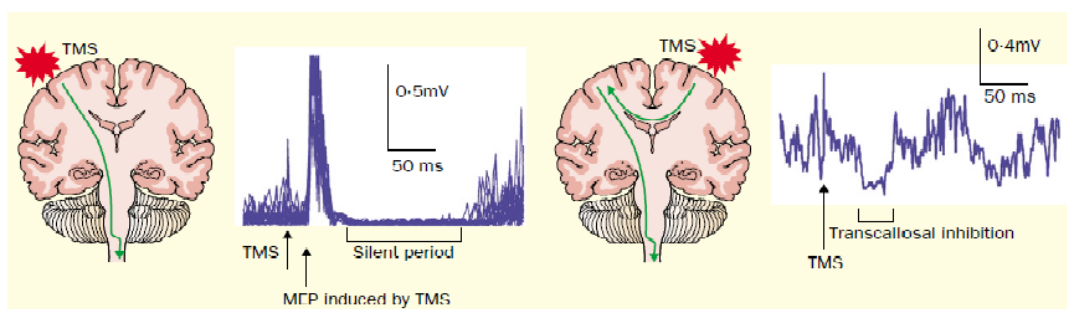 TMS
0·5mV
50 ms
TMS
Silent period
MEP induced by TMS
TMS
0·4mV
50 ms
Transcallosal inhibition
TMS